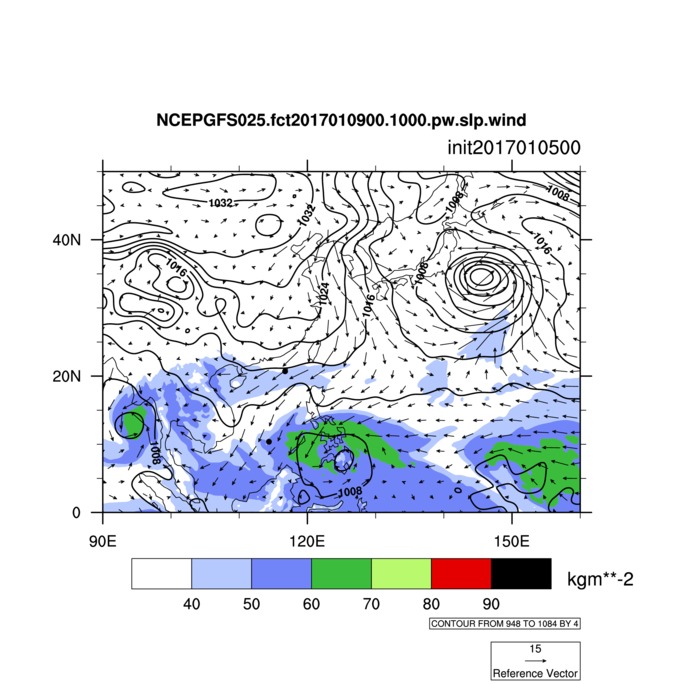 NCEPGFS025.fct2017010900.1000.pw.slp.wind
init2017010500
1032
1032
1008
1008
1016
1016
1008
1024
1016
40N
20N
1008
1008
0
0
90E
120E
150E
40
50
60
70
80
90
kgm**-2
CONTOUR FROM 948 TO 1084 BY 4
15
Reference Vector